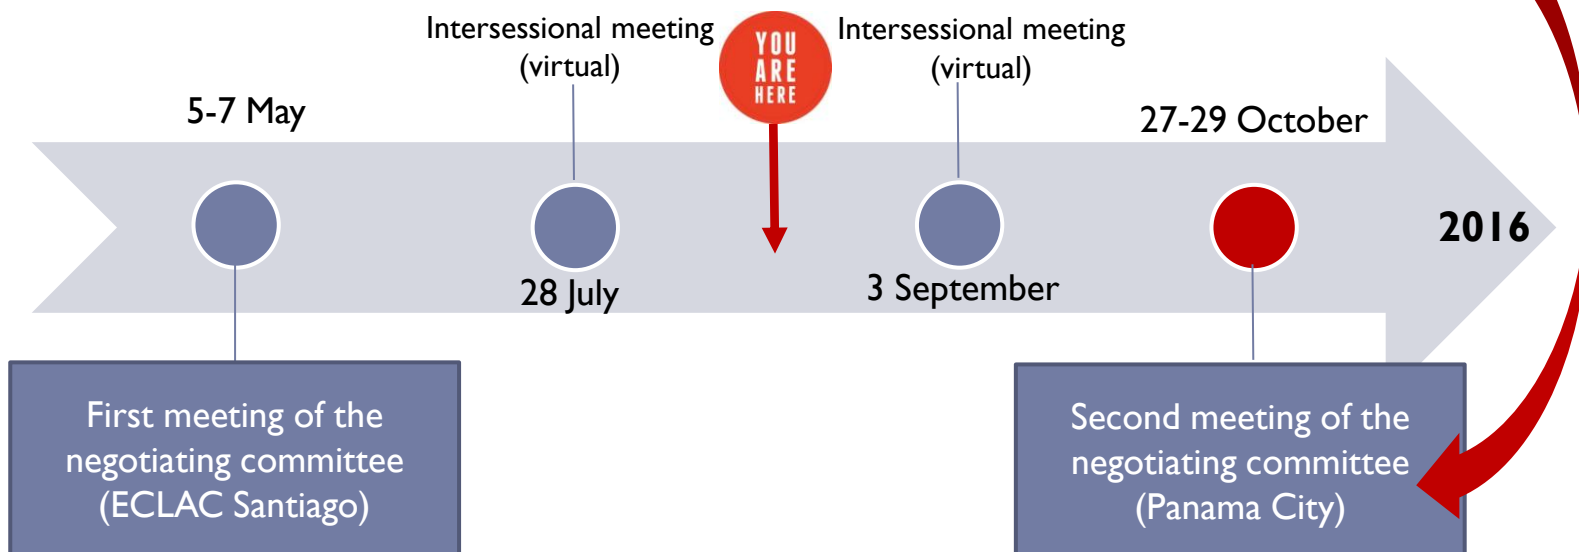 Intersessional meeting
(virtual)
YOU
ARE
HERE
Intersessional meeting
(virtual)
5-7 May
27-29 October
2016
28 July
3 September
First meeting of the
negotiating committee
(ECLAC Santiago)
Second meeting of the
negotiating committee
(Panama City)